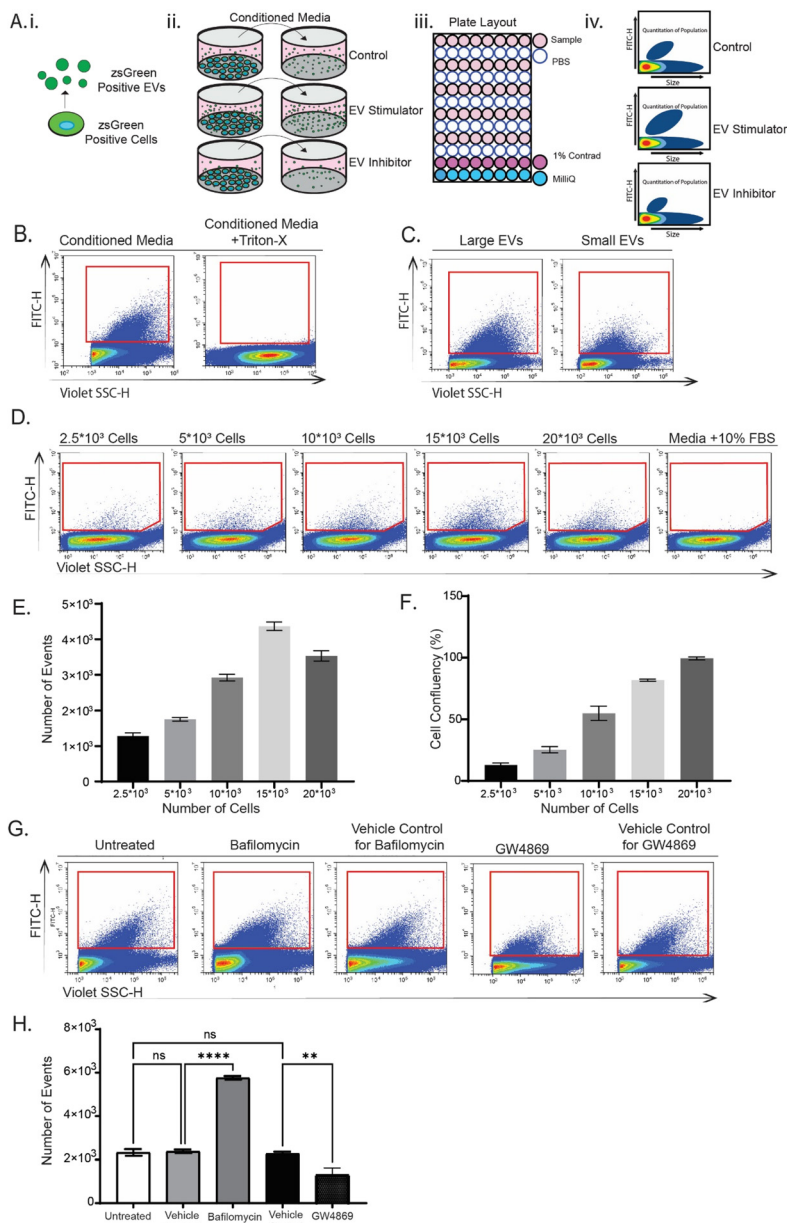 A.i.
zsGreen
Positive EVs
zsGreen
Positive Cells
ii.
Conditioned Media
Control
EV Stimulator
EV Inhibitor
iii.
Plate Layout
Sample
PBS
1% Contrad
MilliQ
iv.
FITC-H
Quantitation of Population
Size
Control
FITC-H
Quantitation of Population
Size
EV Stimulator
FITC-H
Quantitation of Population
Size
EV Inhibitor
B.
Conditioned Media
Conditioned Media
+Triton-X
FITC-H
Violet SSC-H
C.
Large EVs
Small EVs
FITC-H
Violet SSC-H
D.
2.5*10³ Cells
5*10³ Cells
10*10³ Cells
15*10³ Cells
20*10³ Cells
Media +10% FBS
FITC-H
Violet SSC-H
E.
Number of Events
5×10³
4×10³
3×10³
2×10³
1×10³
0
2.5*10³
5*10³
10*10³
15*10³
20*10³
Number of Cells
F.
Cell Confluency (%)
150
100
50
0
2.5*10³
5*10³
10*10³
15*10³
20*10³
Number of Cells
G.
Untreated
Bafilomycin
Vehicle Control
for Bafilomycin
GW4869
Vehicle Control
for GW4869
FITC-H
FITC-H
Violet SSC-H
H.
Number of Events
8×10³
6×10³
4×10³
2×10³
0
ns
ns
****
**
Untreated
Vehicle
Bafilomycin
Vehicle
GW4869